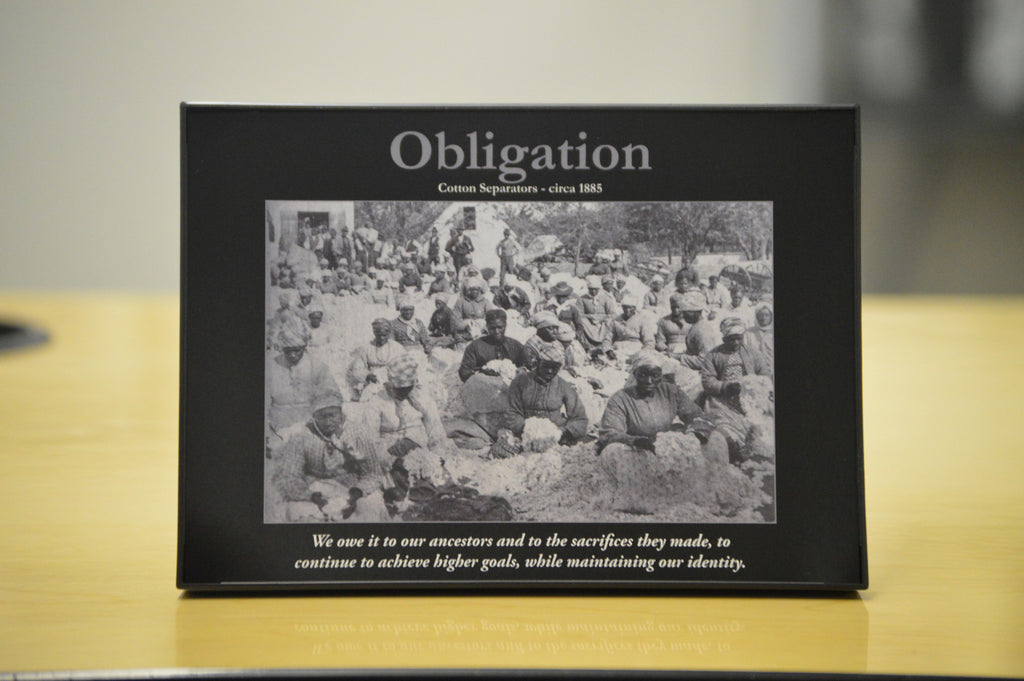 Obligation
Cotton Separators - circa 1885
We owe it to our ancestors and to the sacrifices they made, to
continue to achieve higher goals, while maintaining our identity.